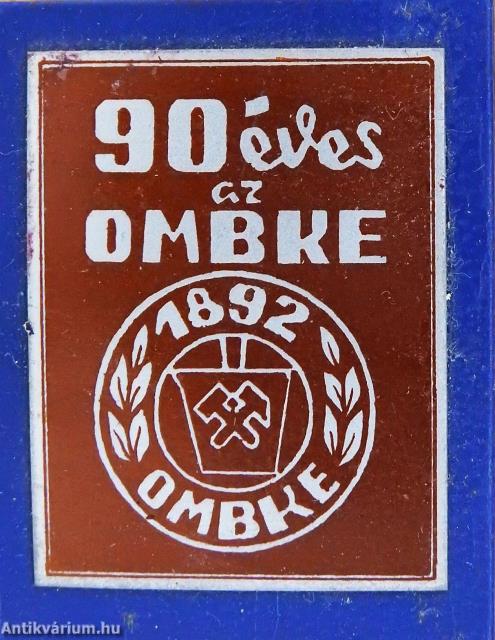 90 éves
az
OMBKE
1892
OMBKE
Antikvárium.hu